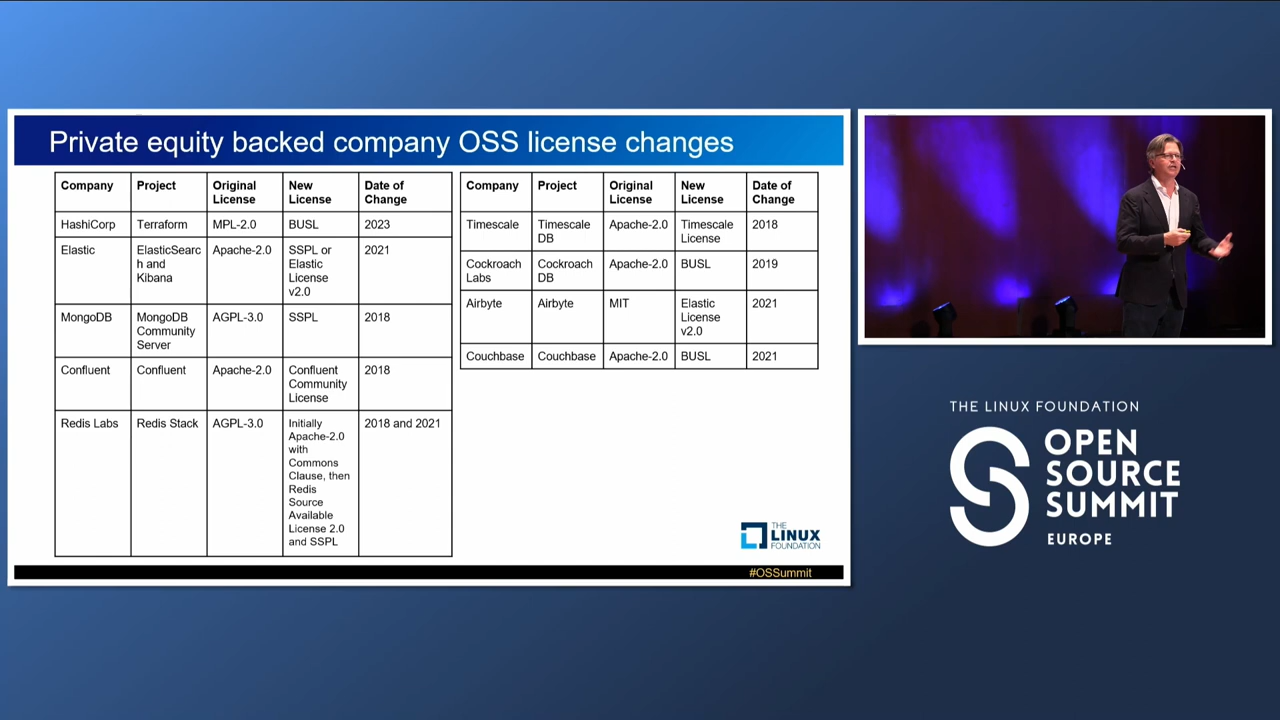 Private equity backed company OSS license changes
Company Project Original License New License Date of Change
HashiCorp Terraform MPL-2.0 BUSL 2023
Elastic ElasticSearc h and Kibana Apache-2.0 SSPL or Elastic License v2.0 2021
MongoDB MongoDB Community Server AGPL-3.0 SSPL 2018
Confluent Confluent Apache-2.0 Confluent Community License 2018
Redis Labs Redis Stack AGPL-3.0 Initially Apache-2.0 with Commons Clause, then Redis Source Available License 2.0 and SSPL 2018 and 2021
Company Project Original License New License Date of Change
Timescale Timescale DB Apache-2.0 Timescale License 2018
Cockroach Labs Cockroach DB Apache-2.0 BUSL 2019
Airbyte Airbyte MIT Elastic License v2.0 2021
Couchbase Couchbase Apache-2.0 BUSL 2021
THE
LINUX
FOUNDATION
#OSSummit
THE LINUX FOUNDATION
OPEN
SOURCE
SUMMIT
EUROPE